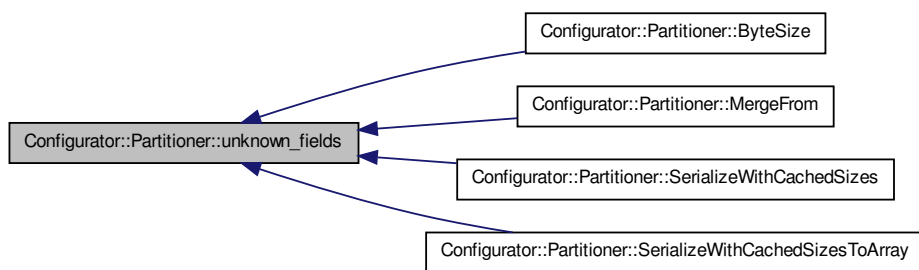 Configurator::Partitioner::ByteSize
Configurator::Partitioner::MergeFrom
Configurator::Partitioner::unknown_fields
Configurator::Partitioner::SerializeWithCachedSizes
Configurator::Partitioner::SerializeWithCachedSizesToArray